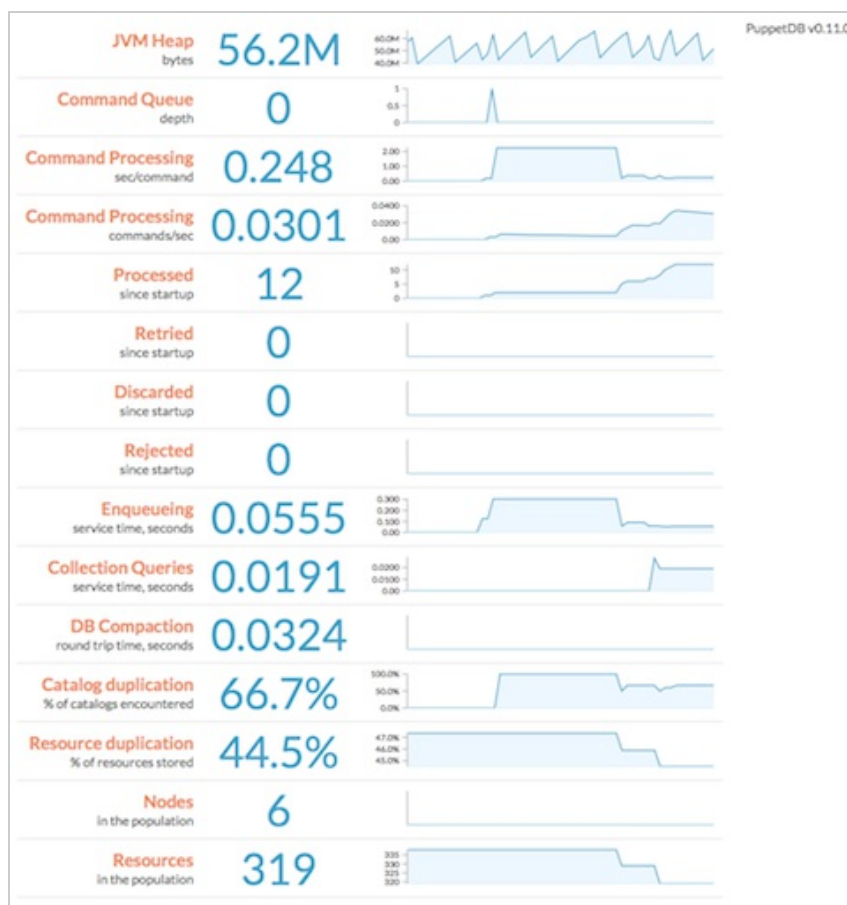 PuppetDB v0.11.0
JVM Heap
bytes
56.2M
60.0M
50.0M
40.0M
Command Queue
depth
0
1
0.5
0
Command Processing
sec/command
0.248
2.00
1.00
0.00
Command Processing
commands/sec
0.0301
0.0400
0.0200
0.00
Processed
since startup
12
10
5
0
Retried
since startup
0
Discarded
since startup
0
Rejected
since startup
0
Enqueueing
service time, seconds
0.0555
0.300
0.200
0.100
0.00
Collection Queries
service time, seconds
0.0191
0.0200
0.0100
0.00
DB Compaction
round trip time, seconds
0.0324
Catalog duplication
% of catalogs encountered
66.7%
100.0%
50.0%
0.0%
Resource duplication
% of resources stored
44.5%
47.0%
46.0%
45.0%
Nodes
in the population
6
Resources
in the population
319
335
330
325
320